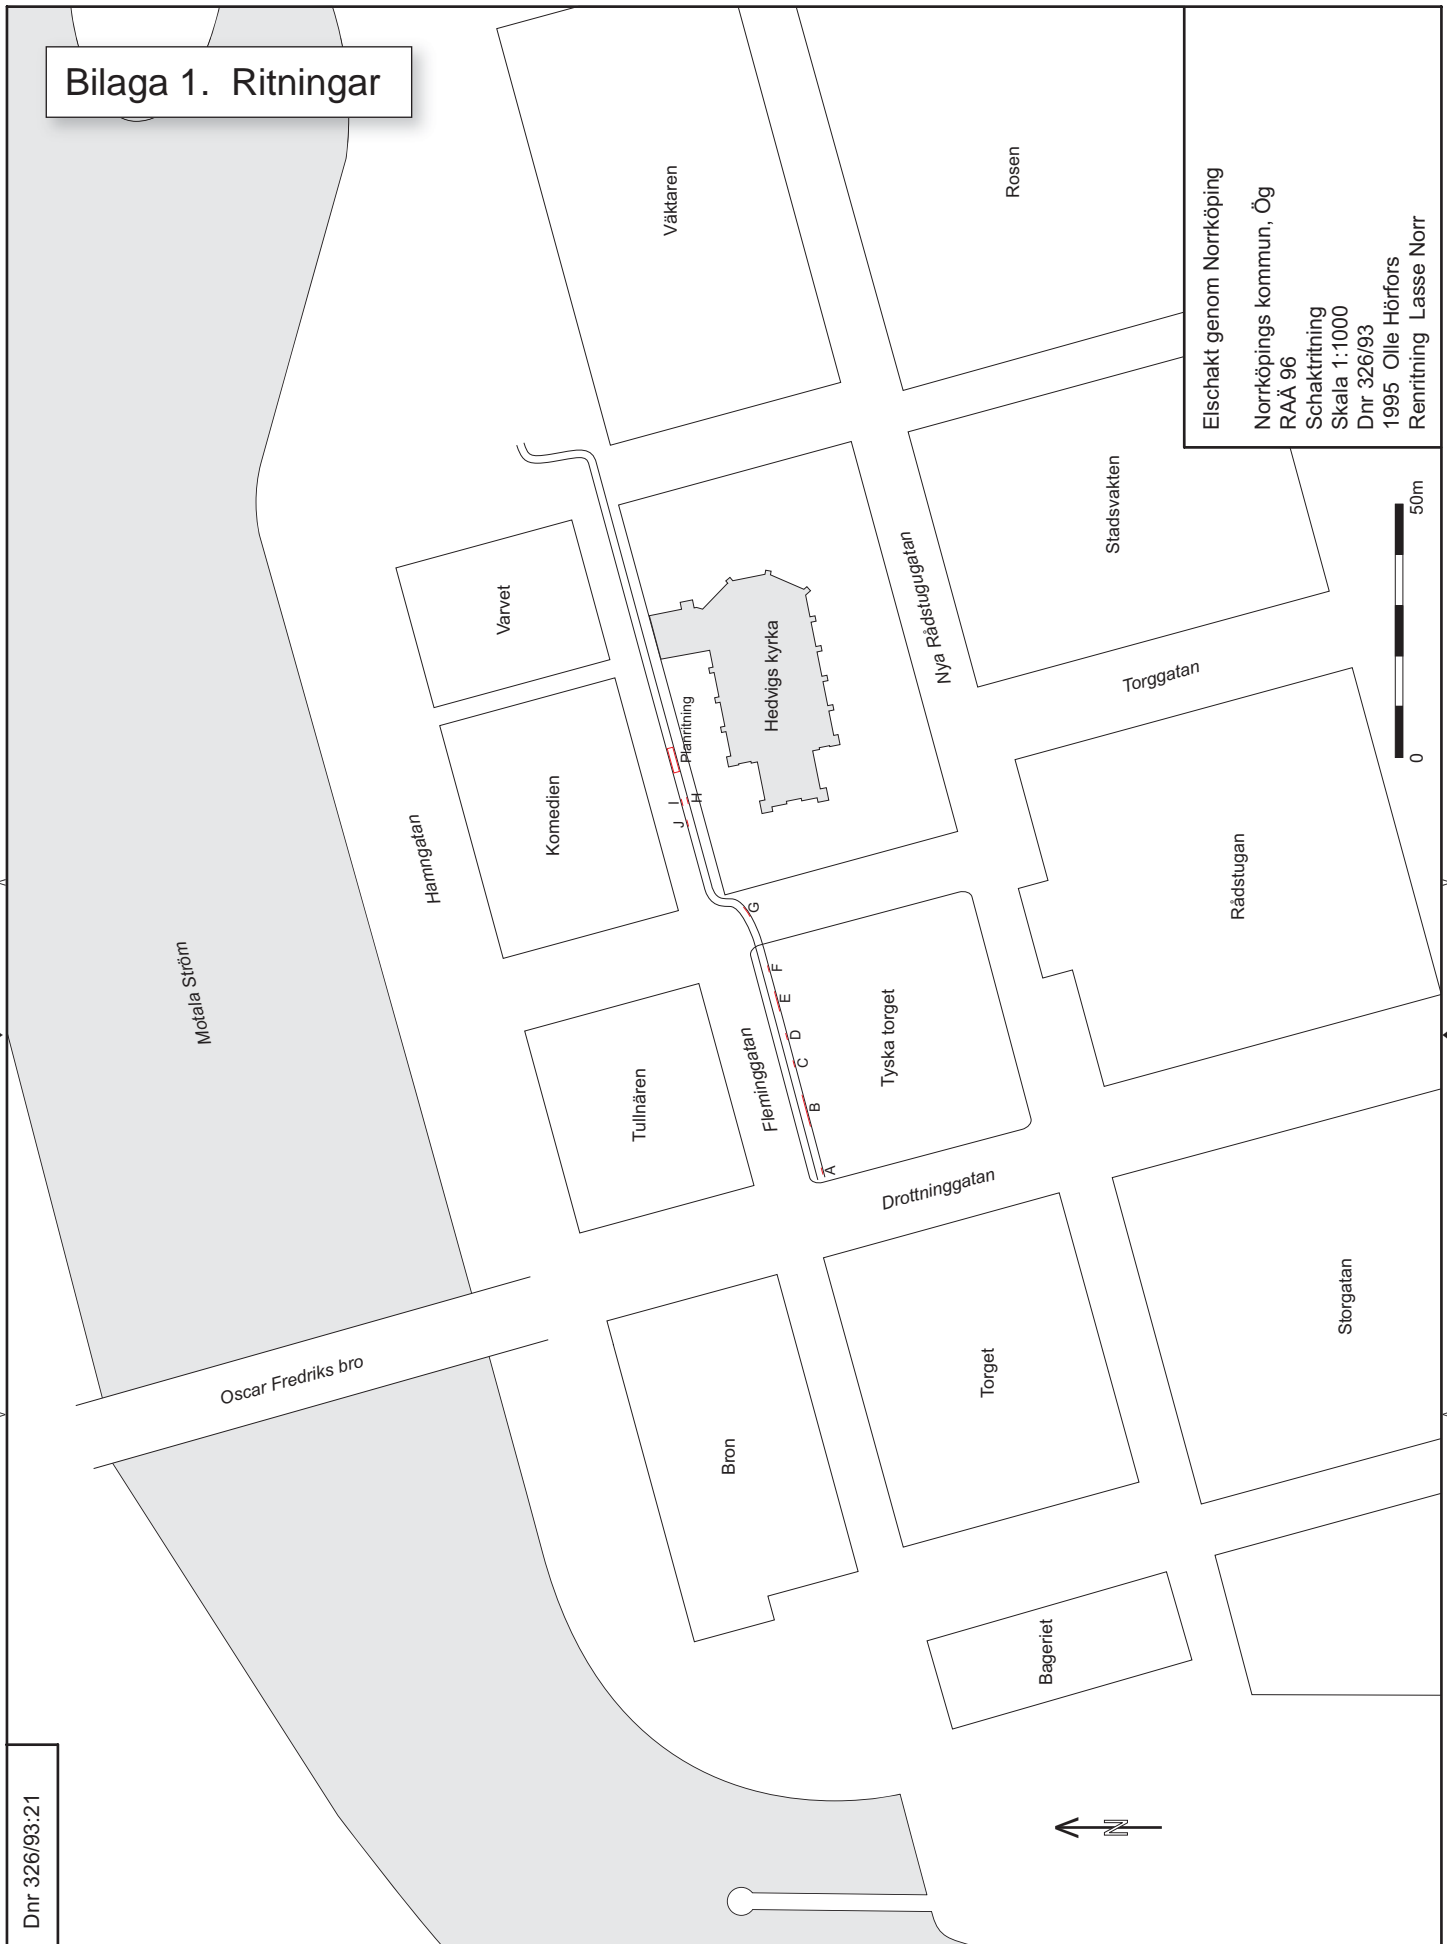 Bilaga 1. Ritningar
Dnr 326/93:21
Motala Ström
Oscar Fredriks bro
Hamngatan
Varvet
Komedien
Tullnären
Bron
Väktaren
Hedvigs kyrka
Planritning
I
H
J
G
F
E
D
C
B
A
Fleminggatan
Tyska torget
Drottninggatan
Torget
Bageriet
Storgatan
Rådstugan
Torggatan
Nya Rådstugugatan
Stadsvakten
Rosen
N
0
50m
Elschakt genom Norrköping
Norrköpings kommun, Ög
RAÄ 96
Schaktritning
Skala 1:1000
Dnr 326/93
1995 Olle Hörfors
Renritning Lasse Norr